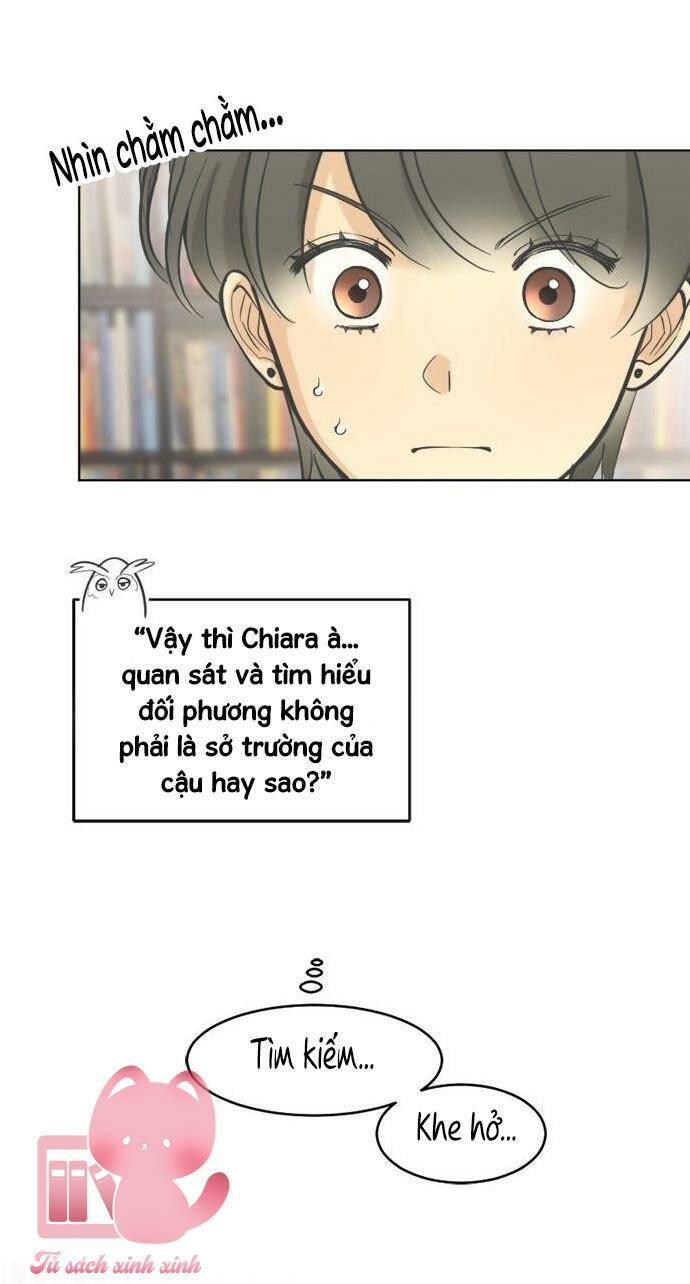 Nhìn chằm chằm...
“Vậy thì Chiara à...
quan sát và tìm hiểu
đối phương không
phải là sở trường của
cậu hay sao?”
Tìm kiếm...
Khe hở...
Tủ sách xinh xinh